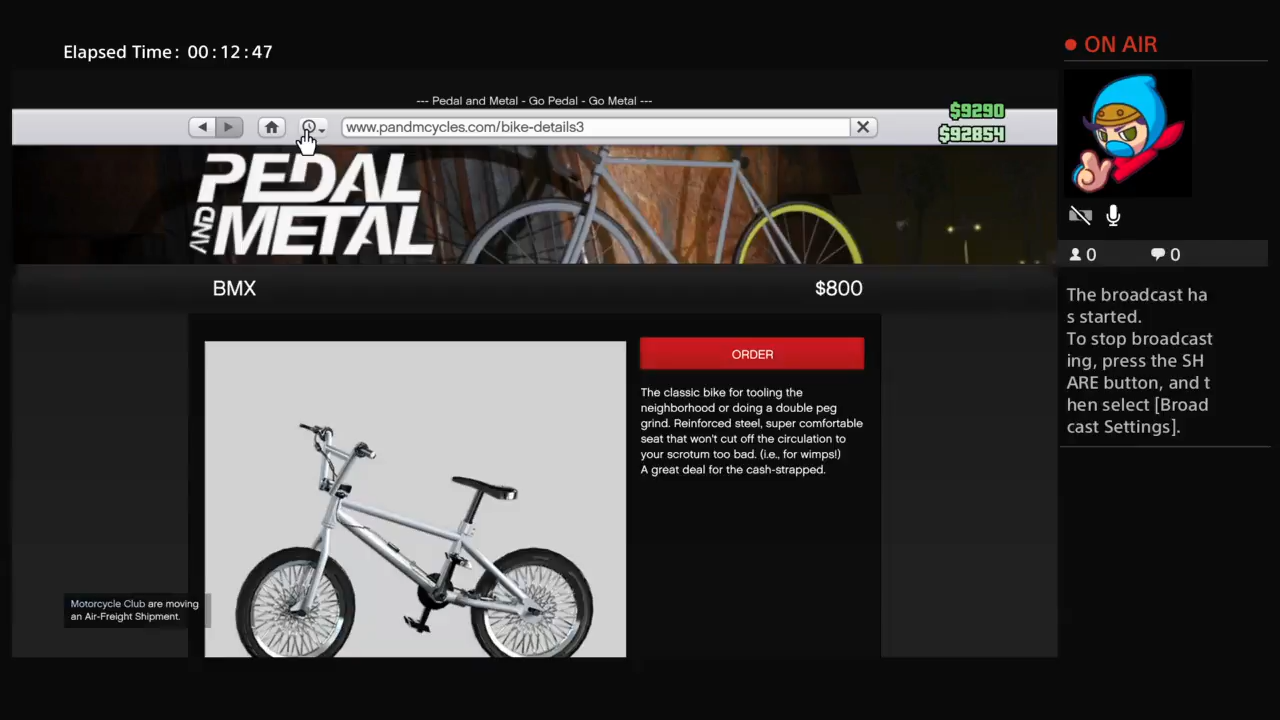 Elapsed Time: 00:12:47
ON AIR
--- Pedal and Metal - Go Pedal - Go Metal ---
www.pandmcycles.com/bike-details3
$9290
$92854
PEDAL
AND METAL
0 0
BMX $800
ORDER
The classic bike for tooling the
neighborhood or doing a double peg
grind. Reinforced steel, super comfortable
seat that won't cut off the circulation to
your scrotum too bad. (i.e., for wimps!)
A great deal for the cash-strapped.
Motorcycle Club are moving
an Air-Freight Shipment.
The broadcast ha
s started.
To stop broadcast
ing, press the SH
ARE button, and t
hen select [Broad
cast Settings].